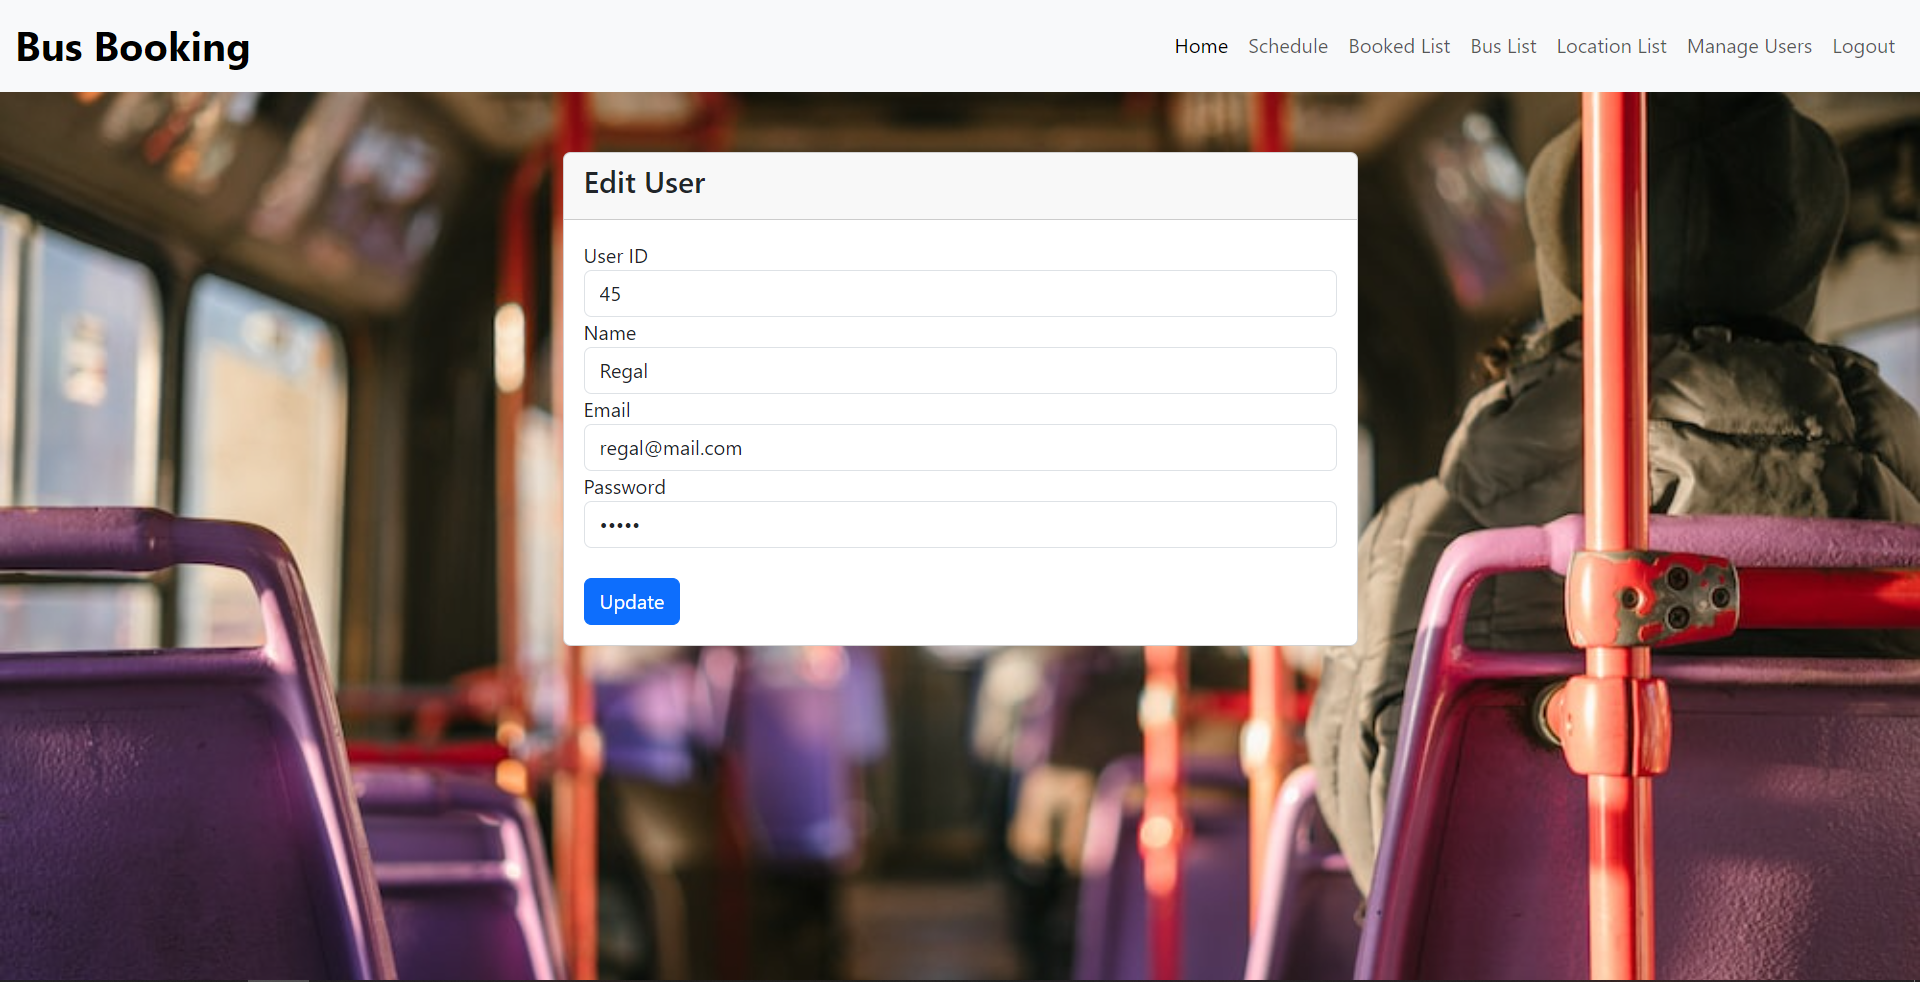 Bus Booking
Home Schedule Booked List Bus List Location List Manage Users Logout
Edit User
User ID
45
Name
Regal
Email
regal@mail.com
Password
•••••
Update